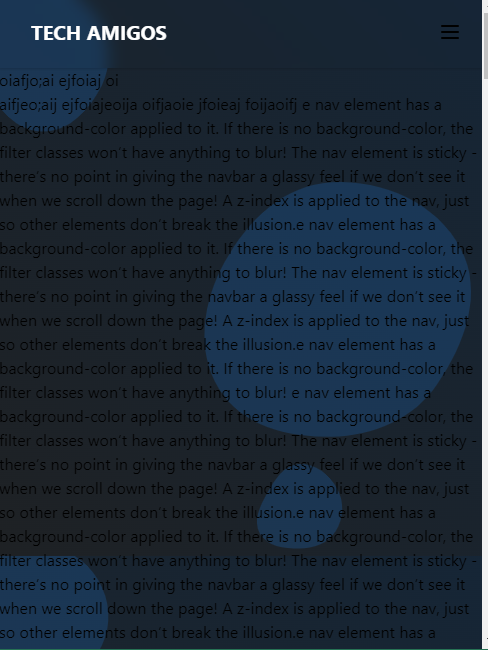 TECH AMIGOS
oiafjo;ai ejfoiaj oi
aifjeo;aij ejfoiajeoija oifjaoie jfoieaj foijaoifj e nav element has a
background-color applied to it. If there is no background-color, the
filter classes won't have anything to blur! The nav element is sticky -
there's no point in giving the navbar a glassy feel if we don't see it
when we scroll down the page! A z-index is applied to the nav, just
so other elements don't break the illusion.e nav element has a
background-color applied to it. If there is no background-color, the
filter classes won't have anything to blur! The nav element is sticky -
there's no point in giving the navbar a glassy feel if we don't see it
when we scroll down the page! A z-index is applied to the nav, just
so other elements don't break the illusion.e nav element has a
background-color applied to it. If there is no background-color, the
filter classes won't have anything to blur! e nav element has a
background-color applied to it. If there is no background-color, the
filter classes won't have anything to blur! The nav element is sticky -
there's no point in giving the navbar a glassy feel if we don't see it
when we scroll down the page! A z-index is applied to the nav, just
so other elements don't break the illusion.e nav element has a
background-color applied to it. If there is no background-color, the
filter classes won't have anything to blur! The nav element is sticky -
there's no point in giving the navbar a glassy feel if we don't see it
when we scroll down the page! A z-index is applied to the nav, just
so other elements don't break the illusion.e nav element has a